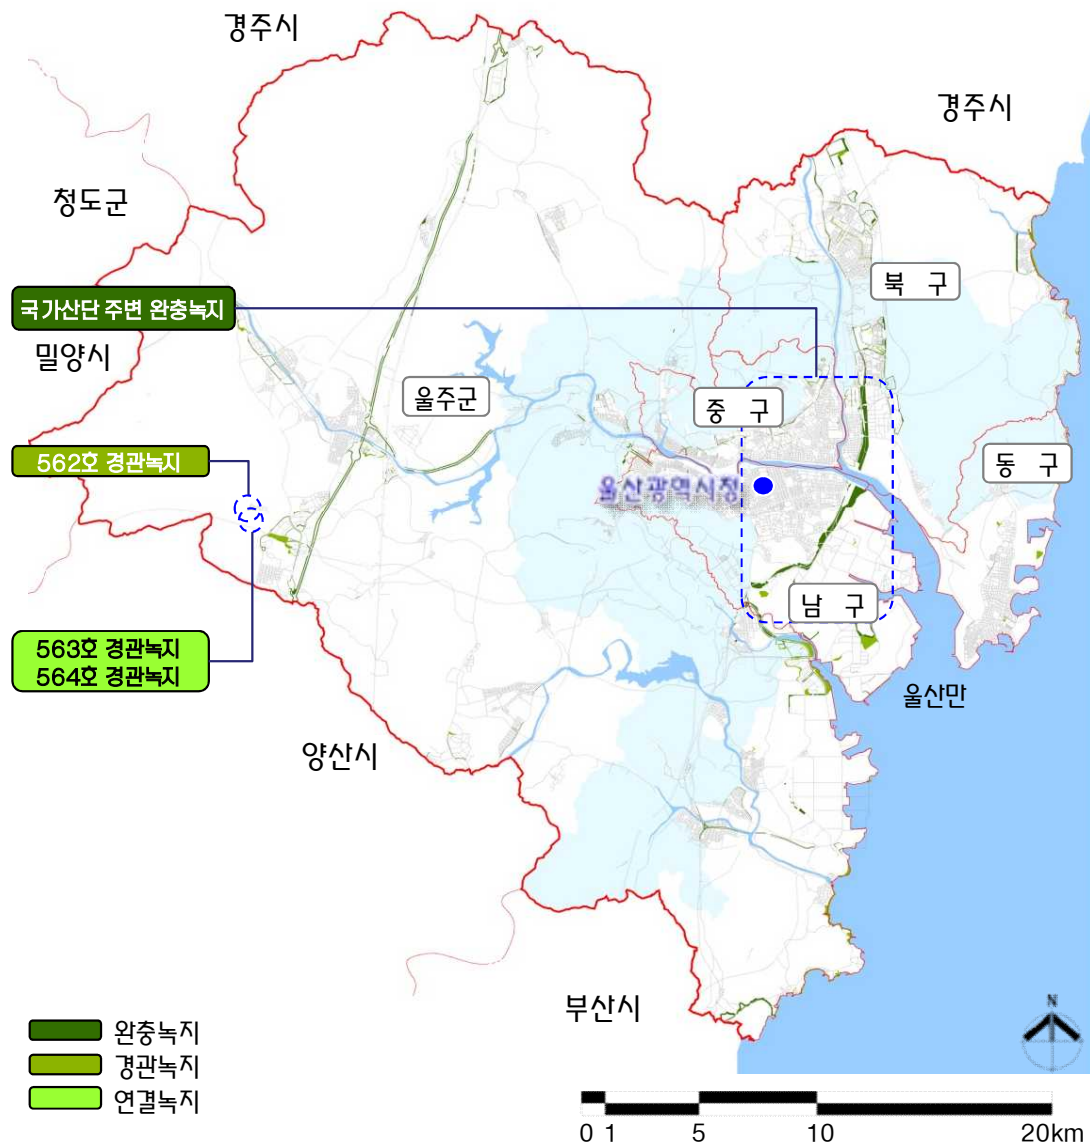 경주시
경주시
청도군
북 구
국가산단 주변 완충녹지
밀양시
울주군
중 구
562호 경관녹지
동 구
울산광역시청
남 구
563호 경관녹지
564호 경관녹지
울산만
양산시
부산시
N
완충녹지
경관녹지
연결녹지
0 1 5 10 20km